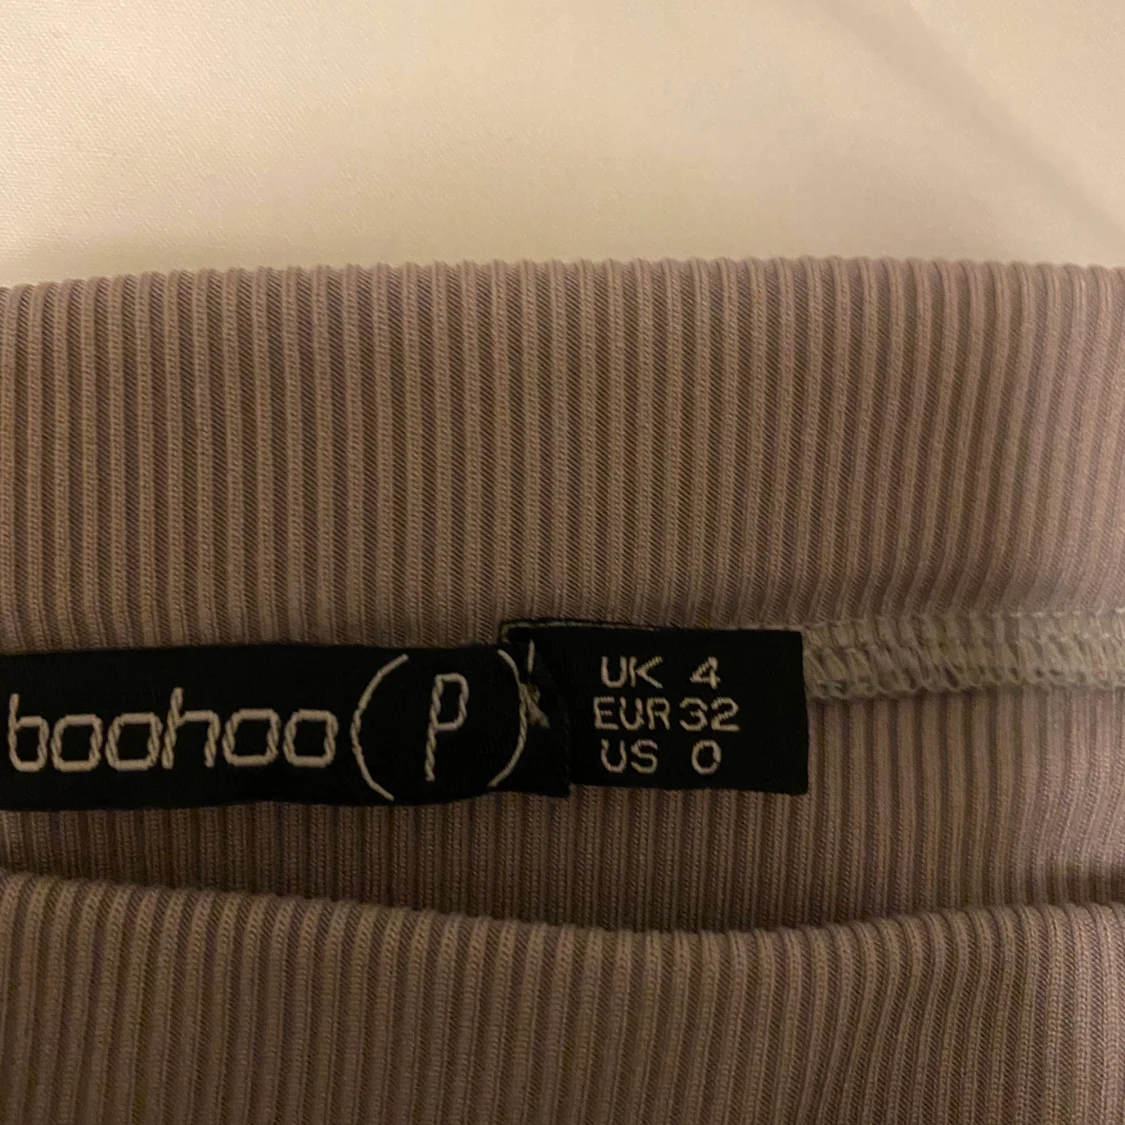 boohoo (P)
UK 4
EUR 32
US 0